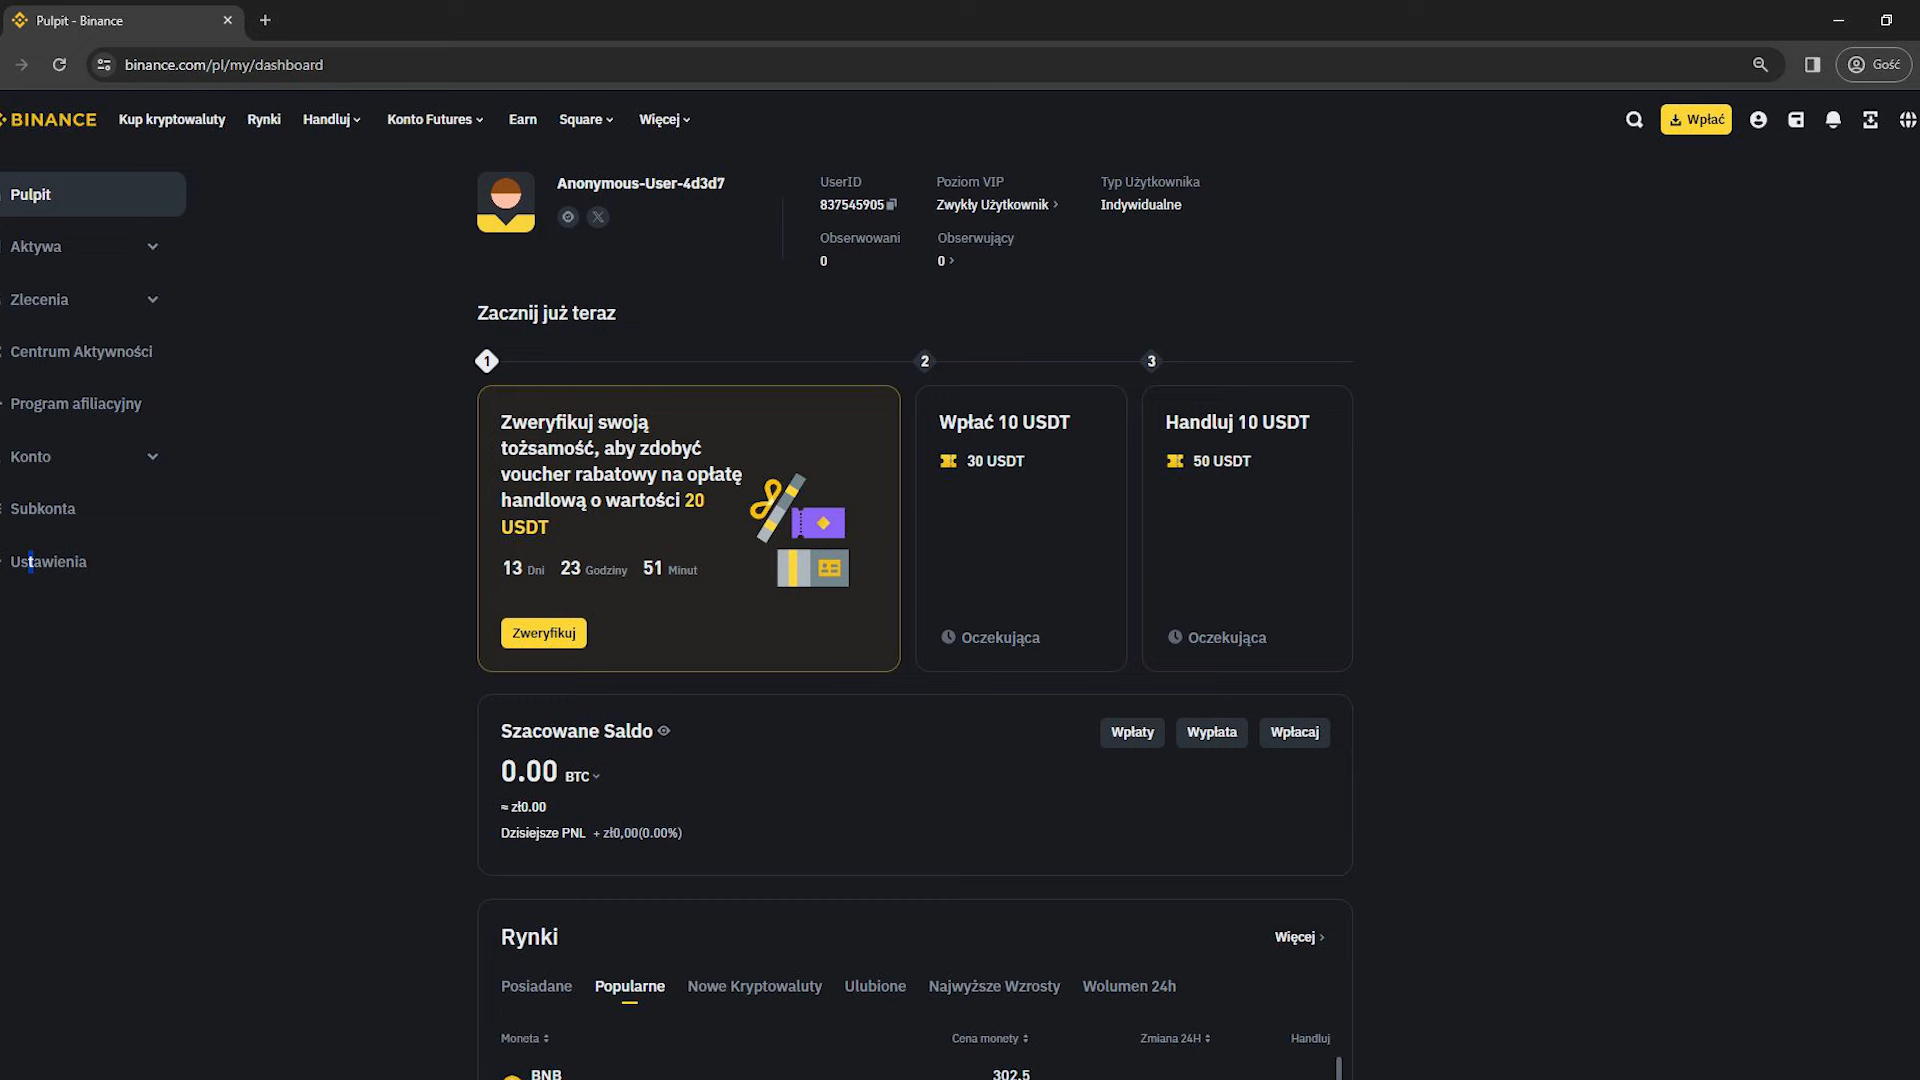 Pulpit - Binance
binance.com/pl/my/dashboard
Gość
BINANCE
Kup kryptowaluty
Rynki
Handluj
Konto Futures
Earn
Square
Więcej
Wpłać
Pulpit
Aktywa
Zlecenia
Centrum Aktywności
Program afiliacyjny
Konto
Subkonta
Ustawienia
Anonymous-User-4d3d7
UserID
837545905
Poziom VIP
Zwykły Użytkownik
Typ Użytkownika
Indywidualne
Obserwowani
0
Obserwujący
0
Zacznij już teraz
1
2
3
Zweryfikuj swoją
tożsamość, aby zdobyć
voucher rabatowy na opłatę
handlową o wartości 20
USDT
13 Dni 23 Godziny 51 Minut
Zweryfikuj
Wpłać 10 USDT
30 USDT
Oczekująca
Handluj 10 USDT
50 USDT
Oczekująca
Szacowane Saldo
Wpłaty
Wypłata
Wpłacaj
0.00 BTC
≈ zł0.00
Dzisiejsze PNL + zł0,00(0.00%)
Rynki
Więcej
Posiadane
Popularne
Nowe Kryptowaluty
Ulubione
Najwyższe Wzrosty
Wolumen 24h
Moneta
Cena monety
Zmiana 24H
Handluj
BNB
302.5